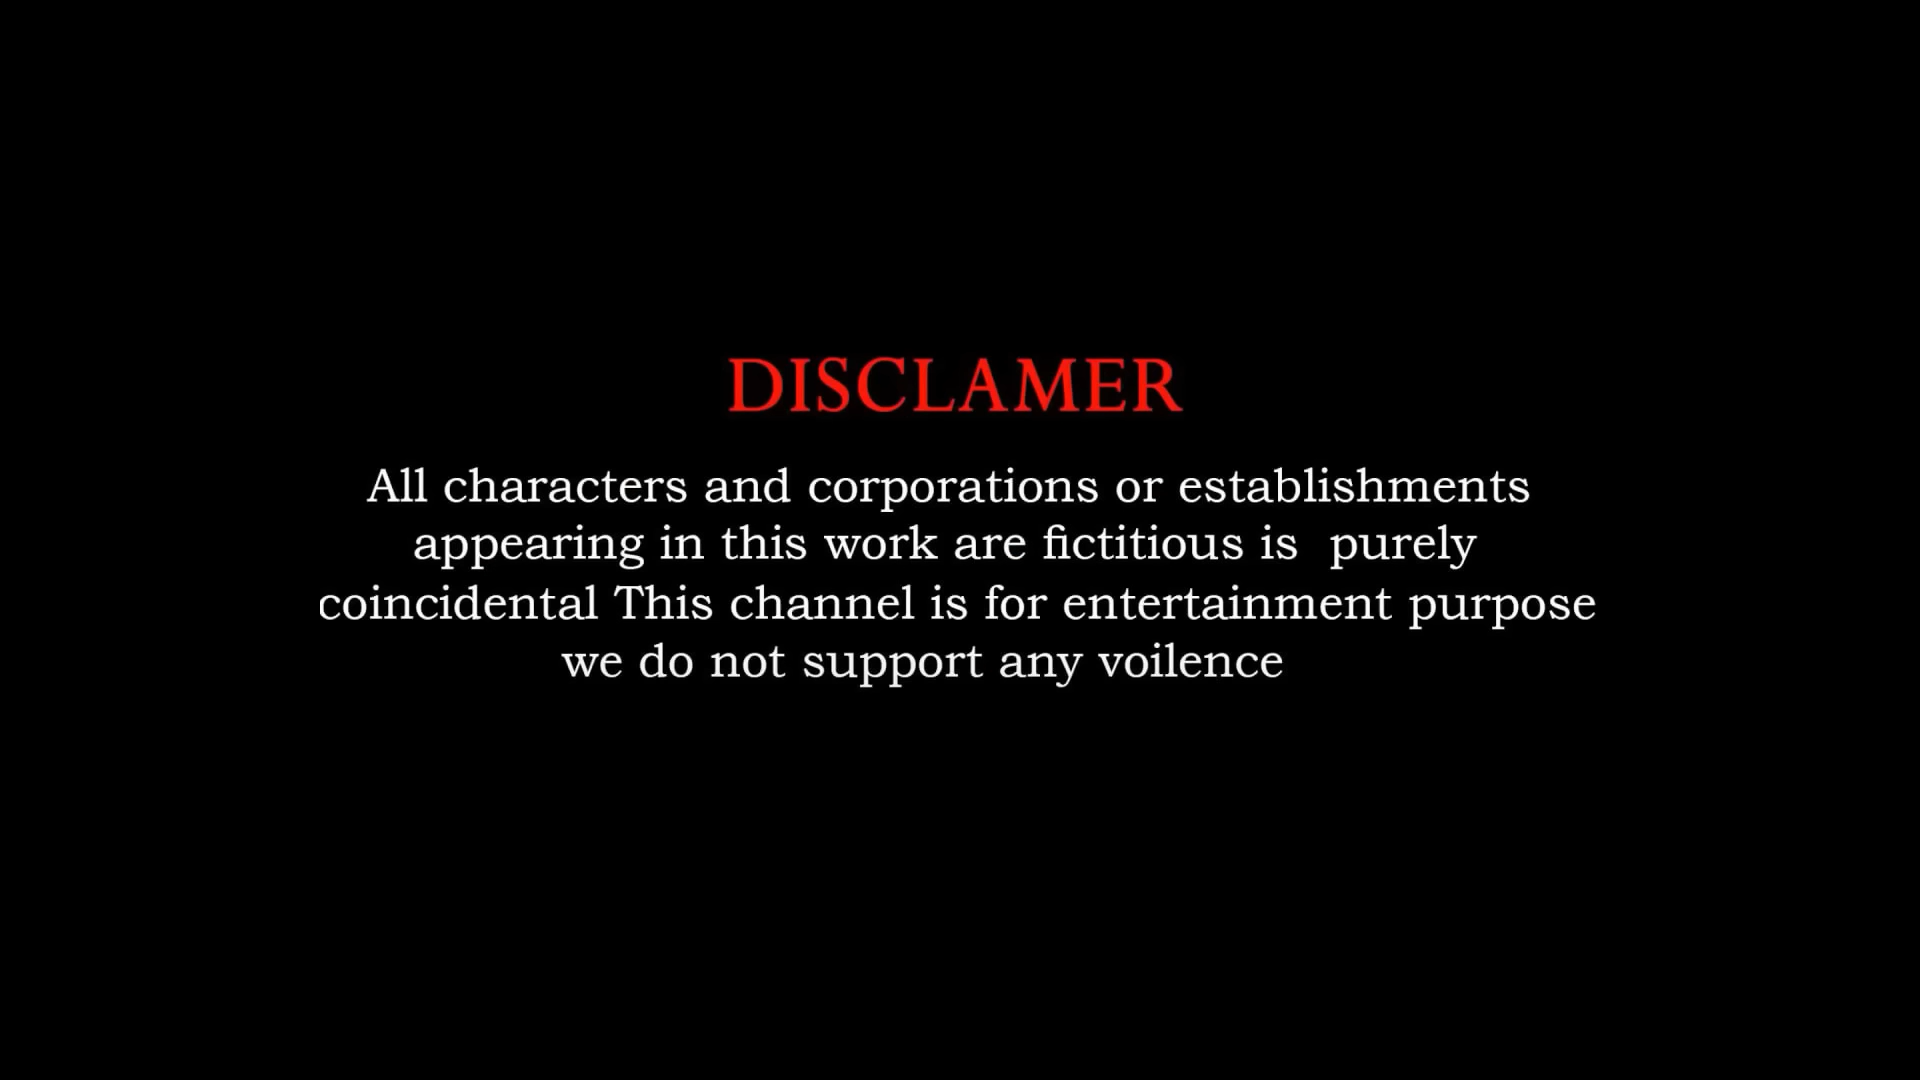 DISCLAMER
All characters and corporations or establishments
appearing in this work are fictitious is  purely
coincidental This channel is for entertainment purpose
we do not support any voilence